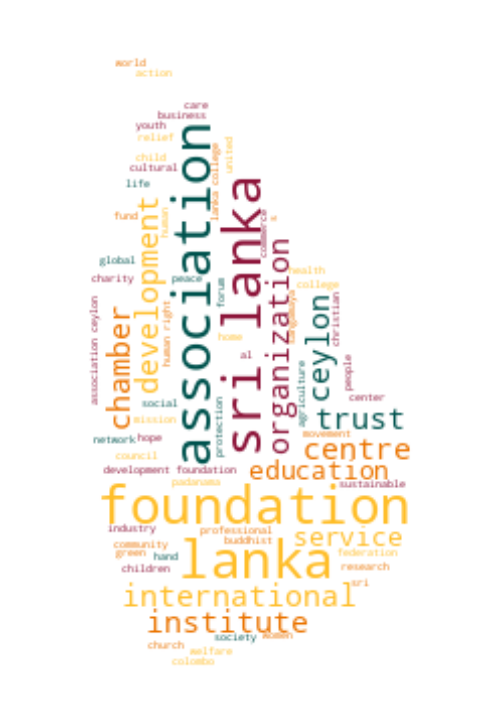 world
action
care
business
youth
relief
united
child
cultural
lanka college
life
association
sri lanka
development
human
fund
commerce
organization
global
charity
peace
forum
health
college
ceylon
christian
association ceylon
chamber
human right
home
al
agriculture
people
social
protection
center
mission
trust
network
hope
movement
centre
council
development foundation
education
padanama
sustainable
foundation
industry
professional
service
buddhist
community
lanka
green
hand
federation
children
research
sri
international
institute
society
women
church
welfare
colombo